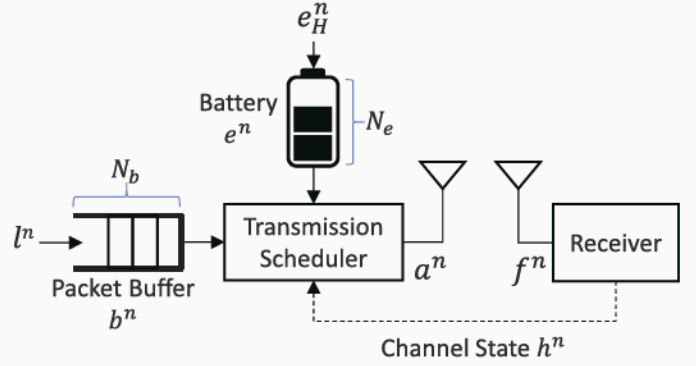 e_H^n
Battery
e^n
N_e
N_b
l^n
Packet Buffer
b^n
Transmission
Scheduler
a^n
f^n
Receiver
Channel State h^n